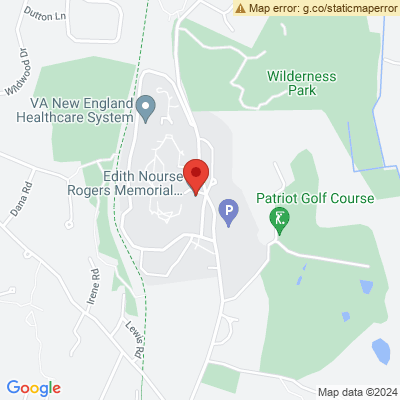 Dutton Ln
Map error: g.co/staticmaperror
Wildwood Dr
Wilderness
Park
VA New England
Healthcare System
Edith Nourse
Rogers Memorial...
Dana Rd
Patriot Golf Course
P
Irene Rd
Lewis Rd
Google
Map data ©2024